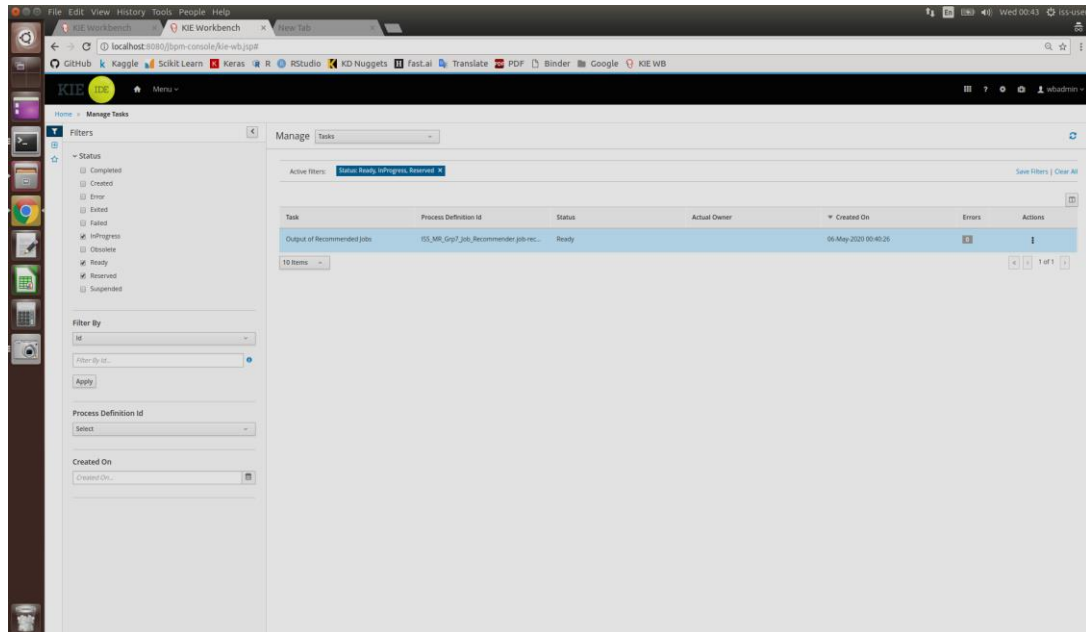 File Edit View History Tools People Help
En Wed 00:43 iss-use
KIE Workbench × KIE Workbench × New Tab ×
localhost:8080/jbpm-console/kie-wb.jsp#
GitHub Kaggle Scikit Learn Keras R RStudio KD Nuggets fast.ai Translate PDF Binder Google KIE WB
KIE IDE Menu wbadmin
Home > Manage Tasks
Filters
Manage Tasks
Status
Active filters: Status: Ready, InProgress, Reserved × Save Filters | Clear All
Completed
Created
Error
Exited
Failed
InProgress
Obsolete
Ready
Reserved
Suspended
Task Process Definition Id Status Actual Owner Created On Errors Actions
Output of Recommended Jobs ISS_MR_Grp7_Job_Recommender.job-rec... Ready 06-May-2020 00:40:26 0
10 Items 1 of 1
Filter By
Id
Filter By Id...
Apply
Process Definition Id
Select
Created On
Created On...